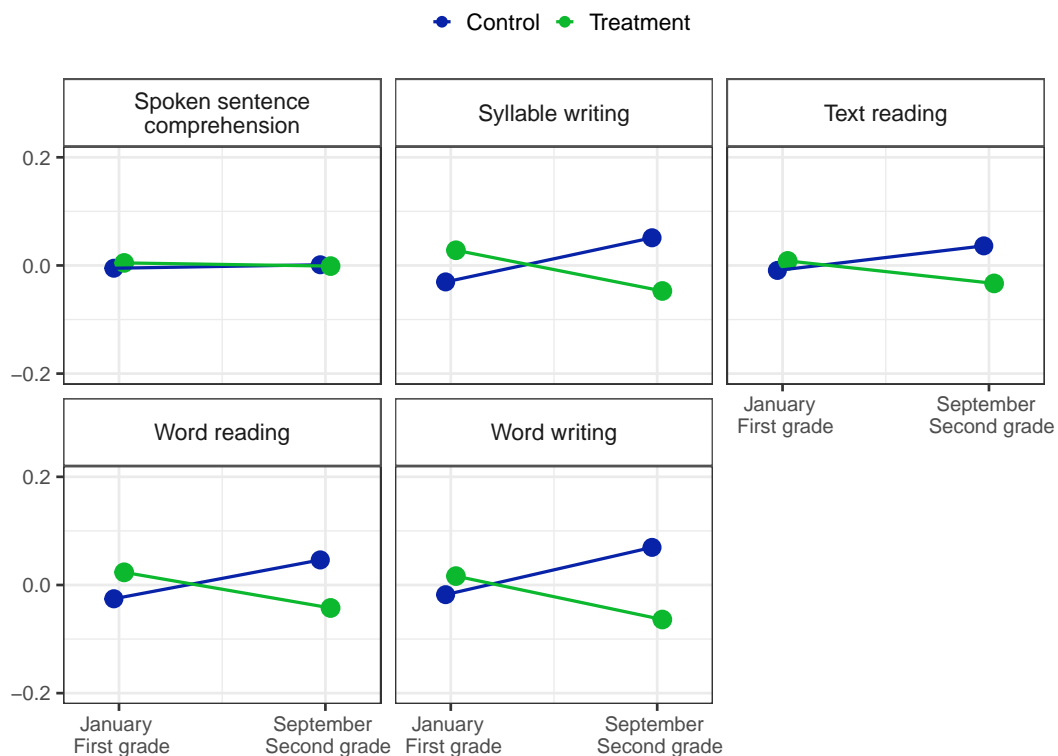 Control Treatment
Spoken sentence
comprehension
Syllable writing
Text reading
0.2
0.0
−0.2
January
First grade
September
Second grade
Word reading
Word writing
0.2
0.0
−0.2
January
First grade
September
Second grade
January
First grade
September
Second grade